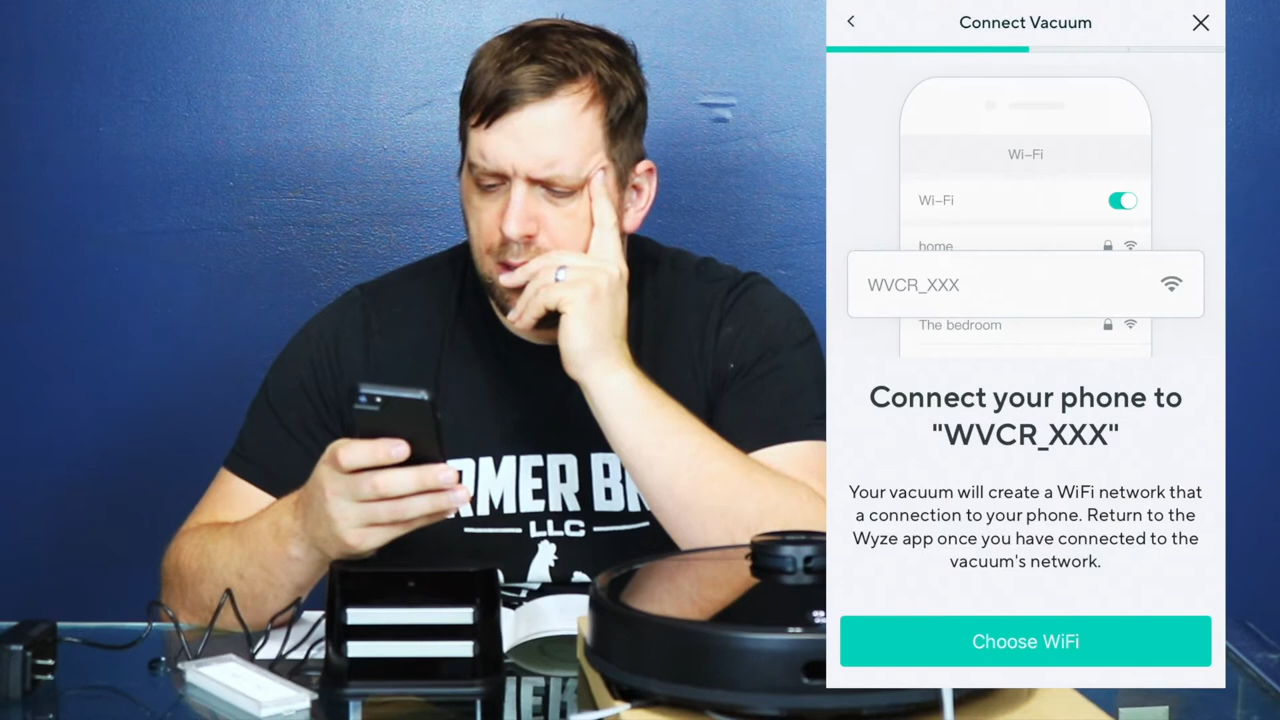 Connect Vacuum
Wi-Fi
Wi-Fi
home
WVCR_XXX
The bedroom
Connect your phone to
"WVCR_XXX"
Your vacuum will create a WiFi network that
a connection to your phone. Return to the
Wyze app once you have connected to the
vacuum's network.
Choose WiFi
RMER BR
LLC